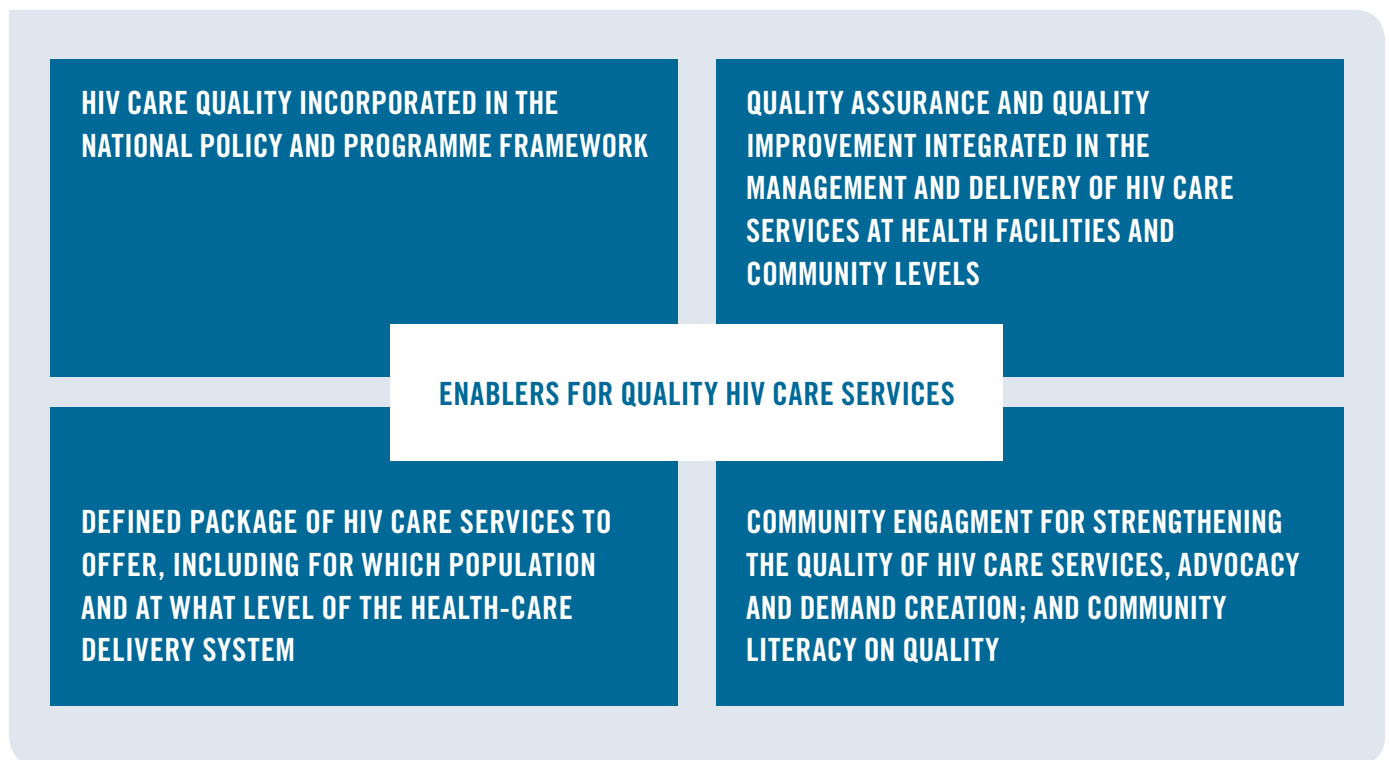 HIV CARE QUALITY INCORPORATED IN THE
NATIONAL POLICY AND PROGRAMME FRAMEWORK
QUALITY ASSURANCE AND QUALITY
IMPROVEMENT INTEGRATED IN THE
MANAGEMENT AND DELIVERY OF HIV CARE
SERVICES AT HEALTH FACILITIES AND
COMMUNITY LEVELS
ENABLERS FOR QUALITY HIV CARE SERVICES
DEFINED PACKAGE OF HIV CARE SERVICES TO
OFFER, INCLUDING FOR WHICH POPULATION
AND AT WHAT LEVEL OF THE HEALTH-CARE
DELIVERY SYSTEM
COMMUNITY ENGAGMENT FOR STRENGTHENING
THE QUALITY OF HIV CARE SERVICES, ADVOCACY
AND DEMAND CREATION; AND COMMUNITY
LITERACY ON QUALITY